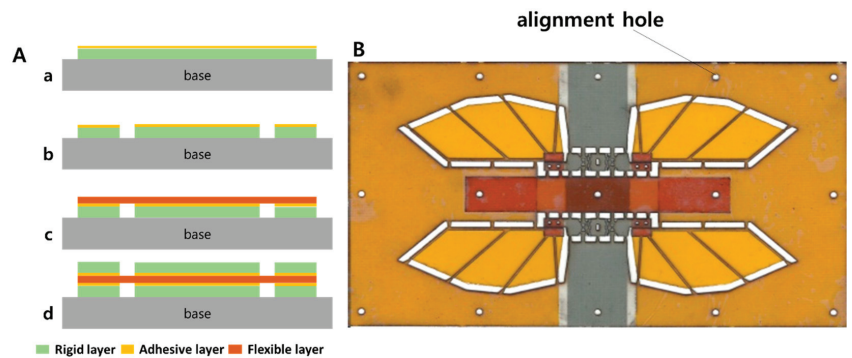 alignment hole
A
B
a
base
b
base
c
base
d
base
Rigid layer Adhesive layer Flexible layer